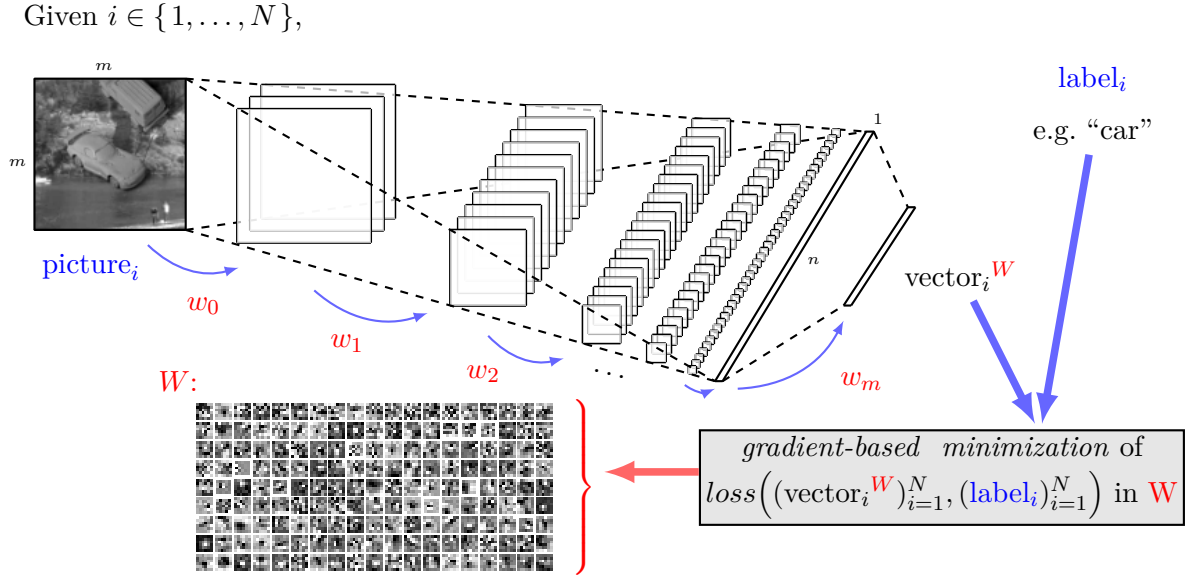 Given i ∈ {1, . . . , N},
m
m
picture_i
w_0
w_1
w_2
. . .
w_m
n
1
label_i
e.g. “car”
vector_i^W
W:
gradient-based minimization of
loss((vector_i^W)_{i=1}^N, (label_i)_{i=1}^N) in W